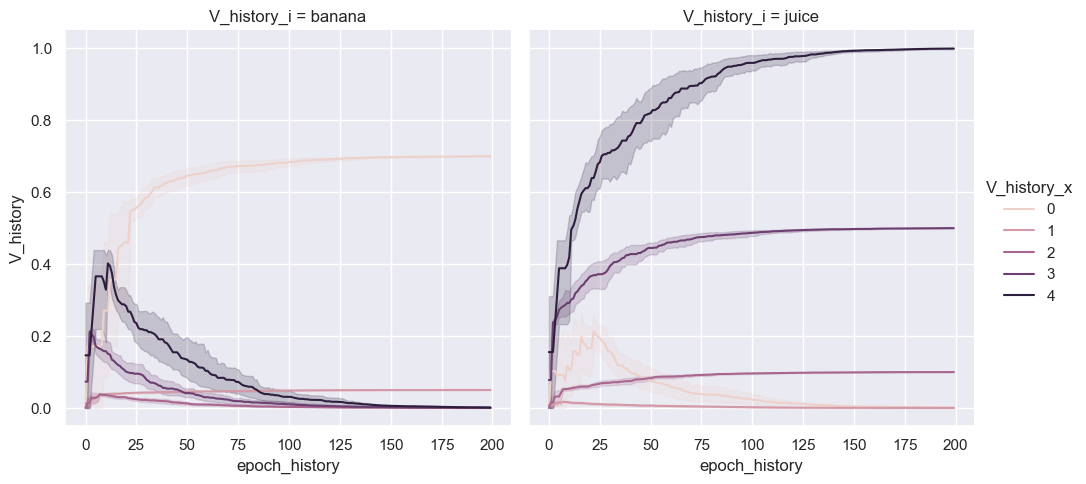 V_history_i = banana
V_history_i = juice
V_history
1.0
0.8
0.6
0.4
0.2
0.0
0 25 50 75 100 125 150 175 200
0 25 50 75 100 125 150 175 200
epoch_history
epoch_history
V_history_x
0
1
2
3
4